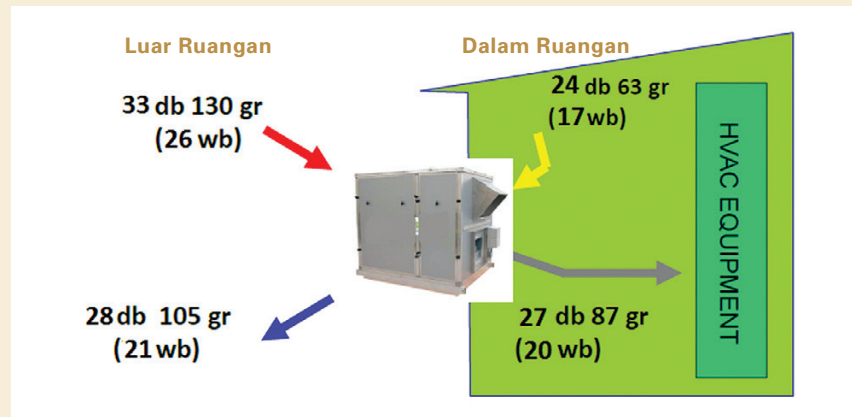 Luar Ruangan
Dalam Ruangan
33 db 130 gr
(26 wb)
24 db 63 gr
(17 wb)
HVAC EQUIPMENT
28 db 105 gr
(21 wb)
27 db 87 gr
(20 wb)